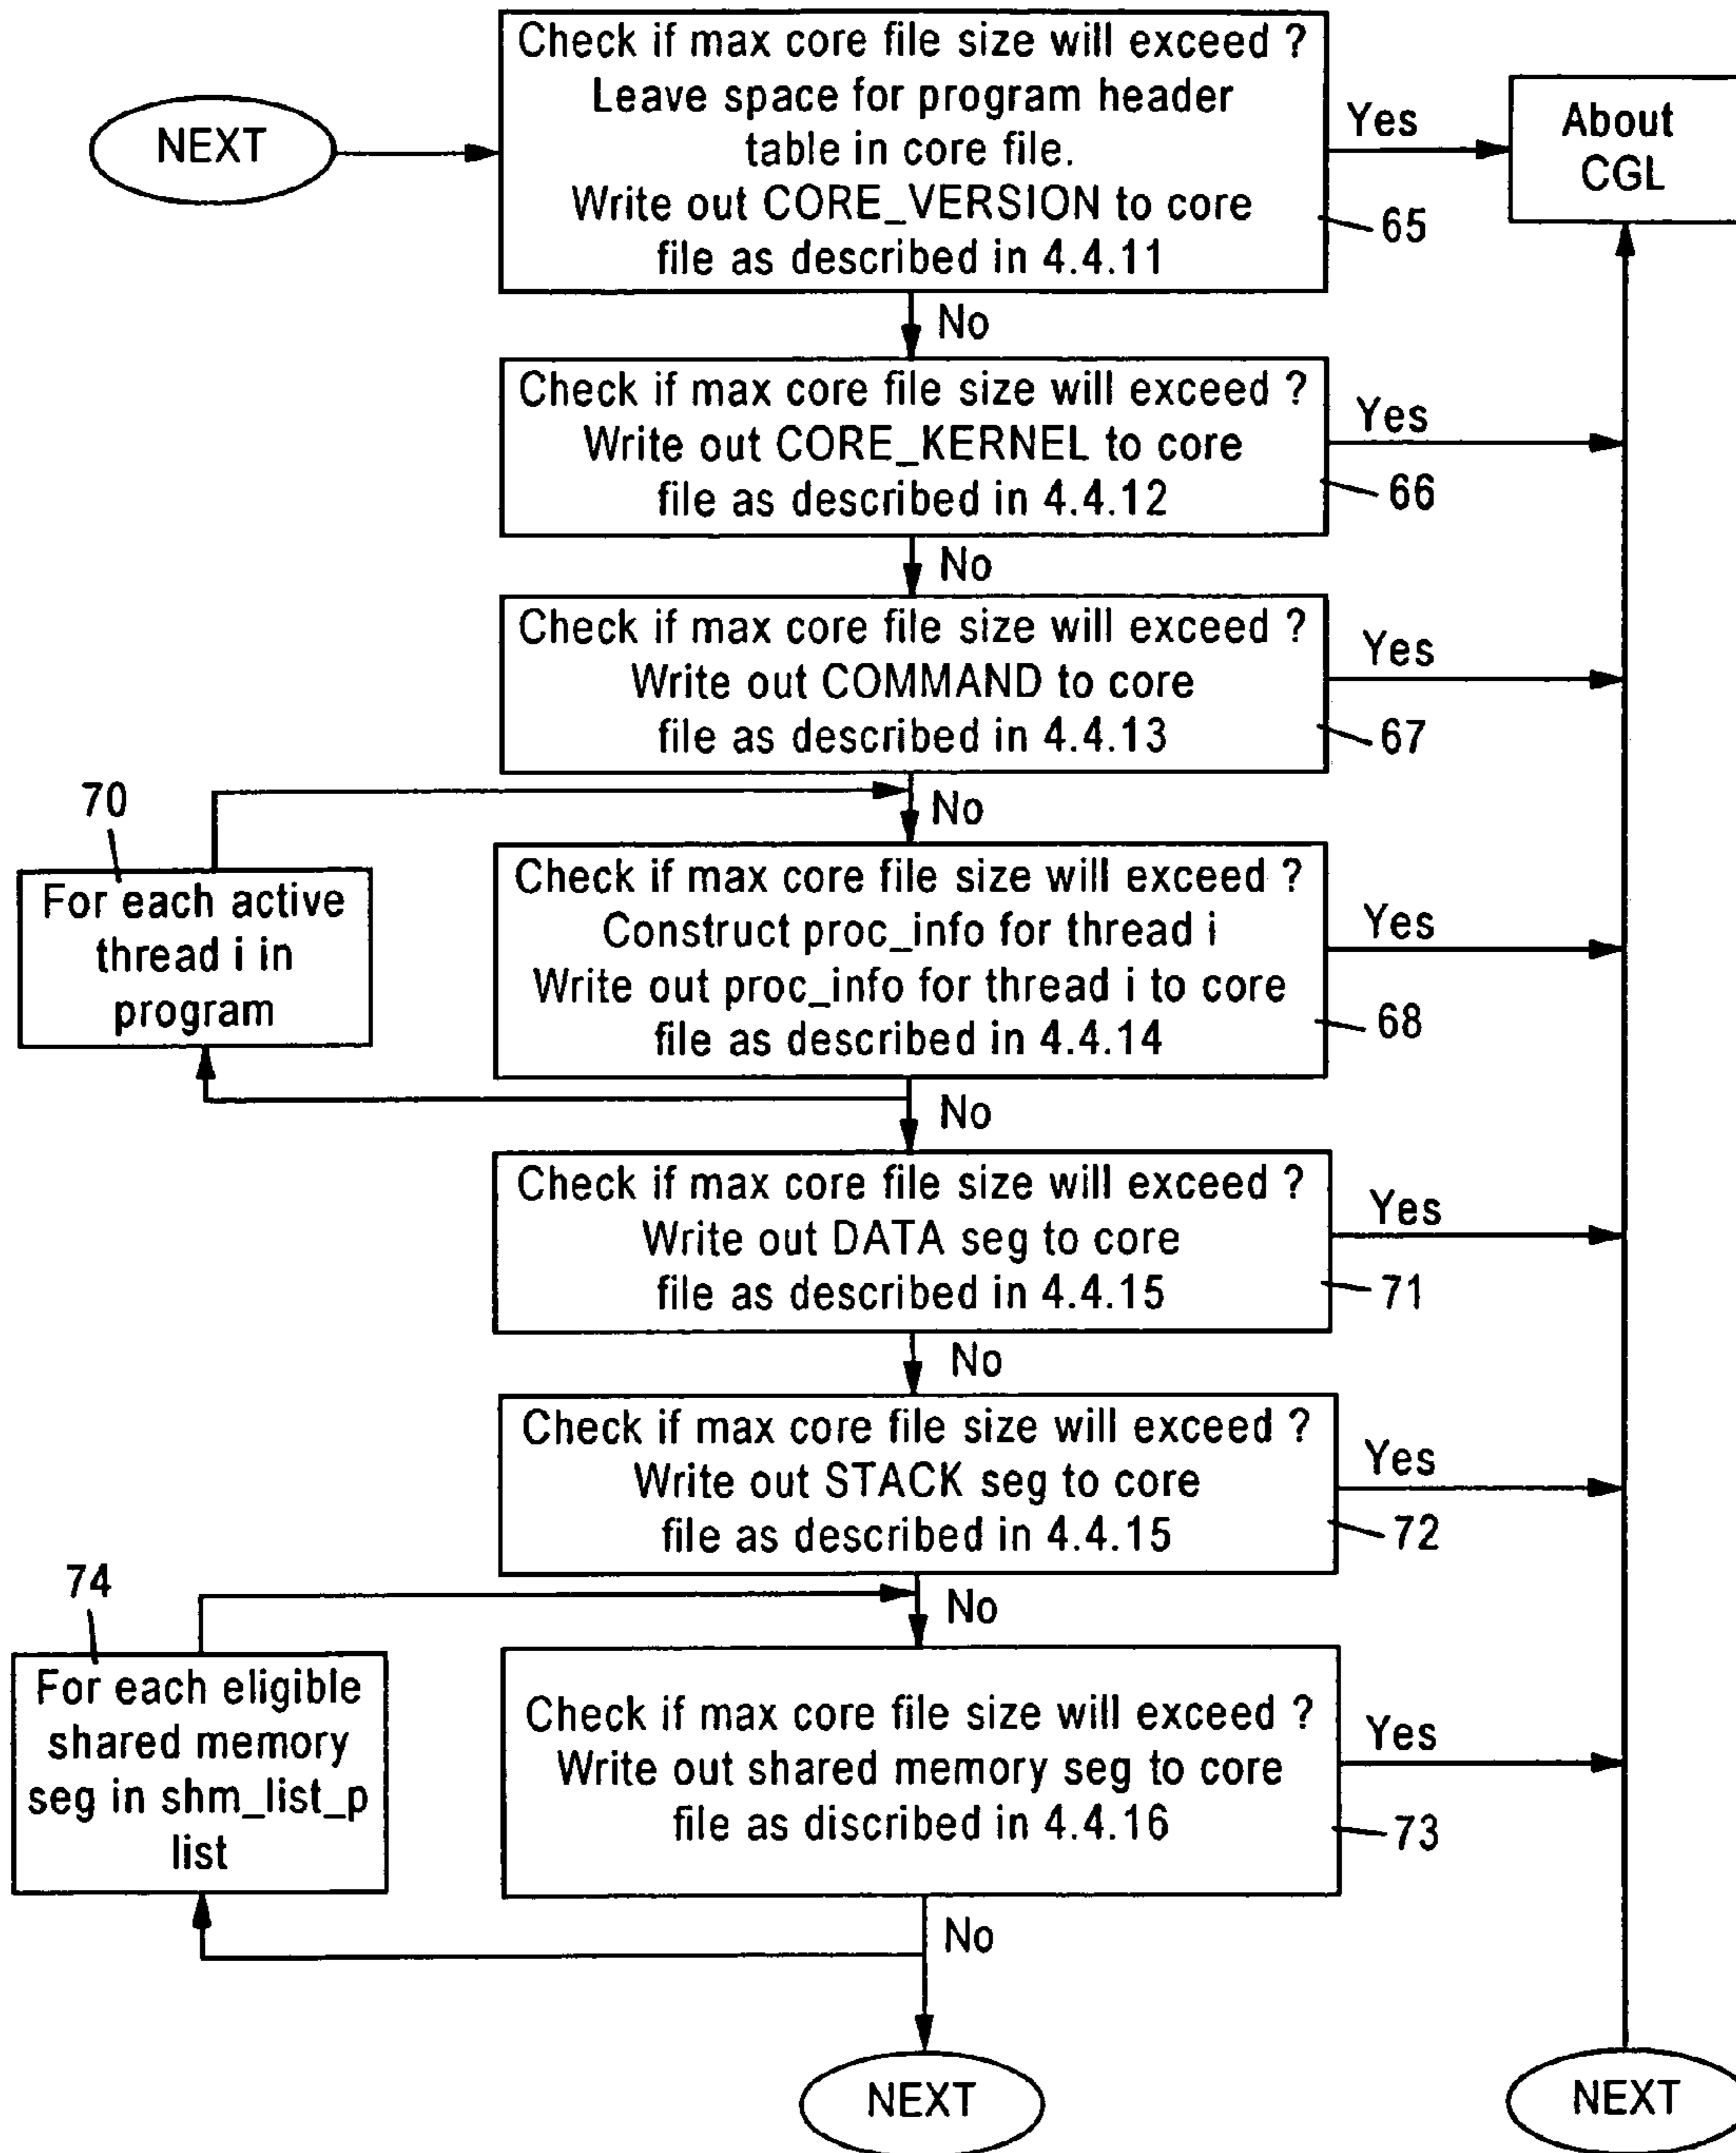 NEXT
Check if max core file size will exceed ?
Leave space for program header
table in core file.
Write out CORE_VERSION to core
file as described in 4.4.11
Yes
About
CGL
65
No
Check if max core file size will exceed ?
Write out CORE_KERNEL to core
file as described in 4.4.12
Yes
66
No
Check if max core file size will exceed ?
Write out COMMAND to core
file as described in 4.4.13
Yes
67
No
70
For each active
thread i in
program
Check if max core file size will exceed ?
Construct proc_info for thread i
Write out proc_info for thread i to core
file as described in 4.4.14
Yes
68
No
Check if max core file size will exceed ?
Write out DATA seg to core
file as described in 4.4.15
Yes
71
No
Check if max core file size will exceed ?
Write out STACK seg to core
file as described in 4.4.15
Yes
72
No
74
For each eligible
shared memory
seg in shm_list_p
list
Check if max core file size will exceed ?
Write out shared memory seg to core
file as discribed in 4.4.16
Yes
73
No
NEXT
NEXT